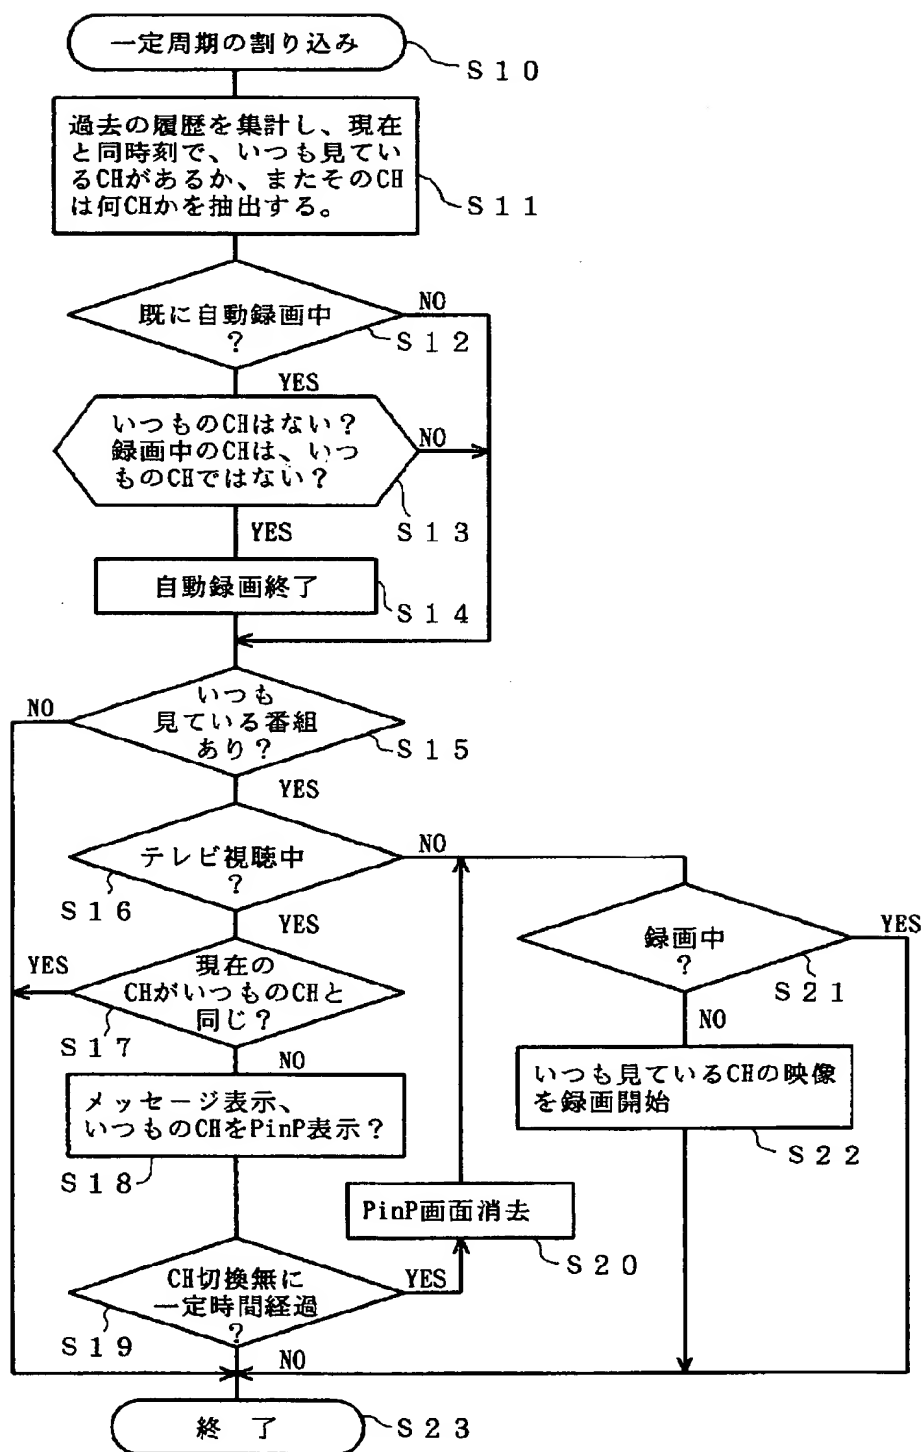 一定周期の割り込み
S10
過去の履歴を集計し、現在
と同時刻で、いつも見てい
るCHがあるか、またそのCH
は何CHかを抽出する。
S11
既に自動録画中
?
NO
S12
YES
いつものCHはない?
録画中のCHは、いつ
ものCHではない?
NO
S13
YES
自動録画終了
S14
いつも
見ている番組
あり?
NO
S15
YES
テレビ視聴中
?
NO
S16
YES
録画中
?
YES
S21
NO
現在の
CHがいつものCHと
同じ?
YES
S17
NO
いつも見ているCHの映像
を録画開始
S22
メッセージ表示、
いつものCHをPinP表示?
S18
PinP画面消去
S20
CH切換無に
一定時間経過
?
YES
S19
NO
終 了
S23